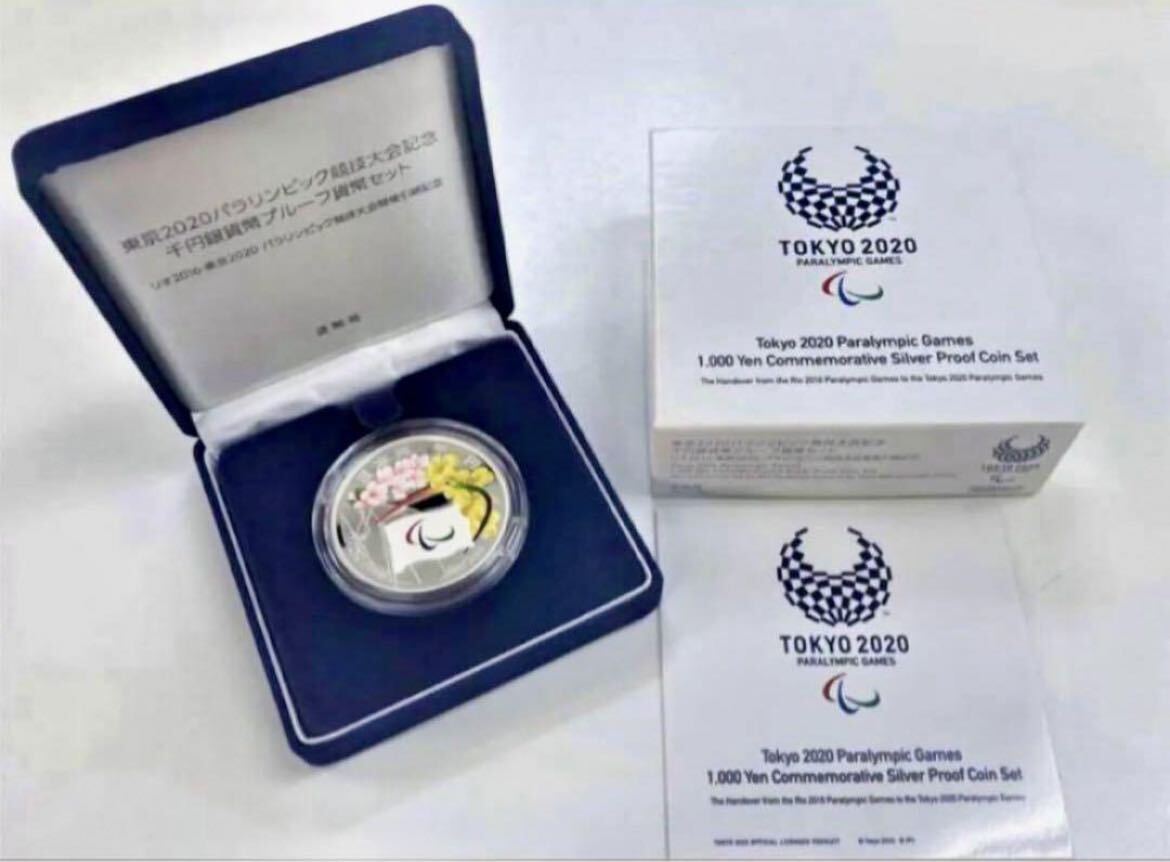 東京2020パラリンピック競技大会記念
千円銀貨幣プルーフ貨幣セット
リオ2016-東京2020 パラリンピック競技大会開催引継記念
造幣局
TOKYO 2020
PARALYMPIC GAMES
Tokyo 2020 Paralympic Games
1,000 Yen Commemorative Silver Proof Coin Set
The Handover from the Rio 2016 Paralympic Games to the Tokyo 2020 Paralympic Games
TOKYO 2020
PARALYMPIC GAMES
Tokyo 2020 Paralympic Games
1,000 Yen Commemorative Silver Proof Coin Set
The Handover from the Rio 2016 Paralympic Games to the Tokyo 2020 Paralympic Games